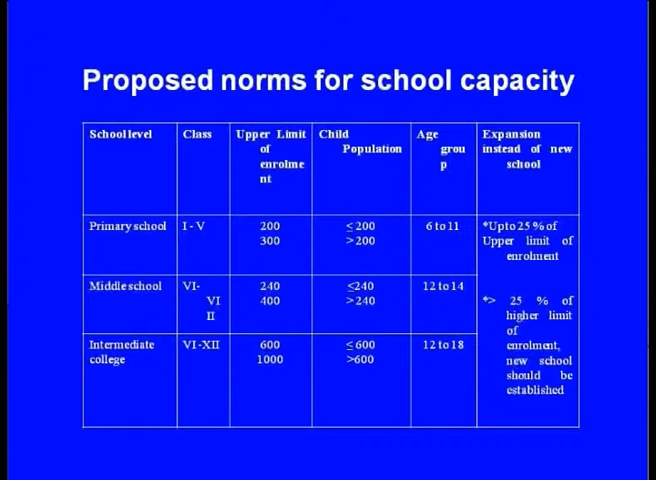 Proposed norms for school capacity
School level
Class
Upper Limit
of
enrolme
nt
Child
Population
Age
grou
p
Expansion
instead of new
school
Primary school
I - V
200
300
≤ 200
> 200
6 to 11
*Upto 25 % of
Upper limit of
enrolment
Middle school
VI-
VI
II
240
400
≤240
> 240
12 to 14
*> 25 % of
higher limit
of
enrolment,
new school
should be
established
Intermediate
college
VI -XII
600
1000
≤ 600
>600
12 to 18